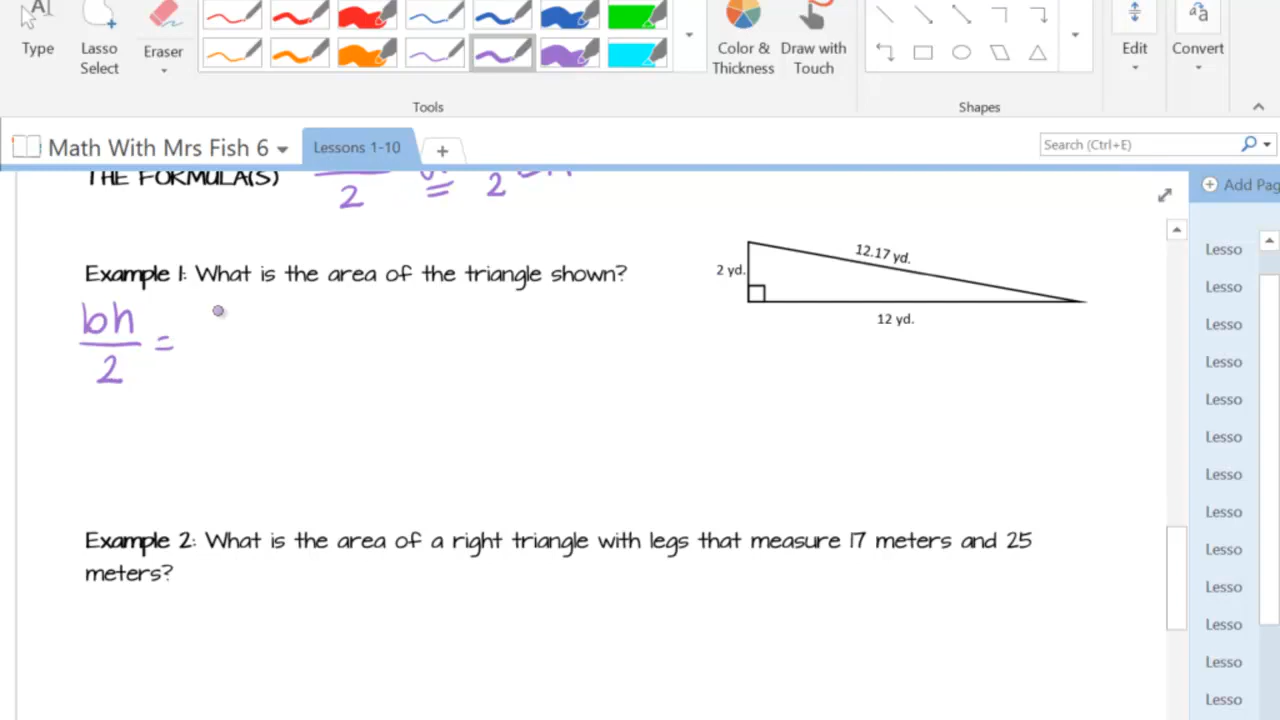 Type
Lasso
Select
Eraser
Color &
Thickness
Draw with
Touch
Edit
Convert
Tools
Shapes
Math With Mrs Fish 6
Lessons 1-10
+
Search (Ctrl+E)
THE FORMULA(S)
2
2
Add Pag
Example 1: What is the area of the triangle shown?
2 yd.
12.17 yd.
12 yd.
bh
=
2
Example 2: What is the area of a right triangle with legs that measure 17 meters and 25
meters?
Lesso
Lesso
Lesso
Lesso
Lesso
Lesso
Lesso
Lesso
Lesso
Lesso
Lesso
Lesso
Lesso